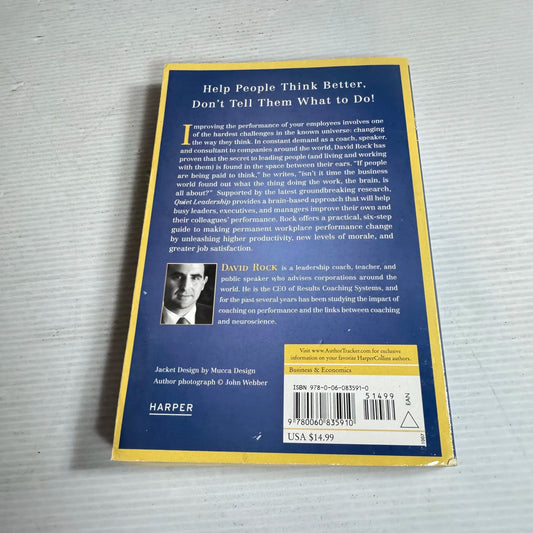 Help People Think Better,
Don't Tell Them What to Do!
Improving the performance of your employees involves one
of the hardest challenges in the known universe: changing
the way they think. In constant demand as a coach, speaker,
and consultant to companies around the world, David Rock has
proven that the secret to leading people (and living and working
with them) is found in the space between their ears. "If people
are being paid to think," he writes, "isn't it time the business
world found out what the thing doing the work, the brain, is
all about?" Supported by the latest groundbreaking research,
Quiet Leadership provides a brain-based approach that will help
busy leaders, executives, and managers improve their own and
their colleagues' performance. Rock offers a practical, six-step
guide to making permanent workplace performance change
by unleashing higher productivity, new levels of morale, and
greater job satisfaction.
DAVID ROCK is a leadership coach, teacher, and
public speaker who advises corporations around the
world. He is the CEO of Results Coaching Systems, and
for the past several years has been studying the impact of
coaching on performance and the links between coaching
and neuroscience.
Visit www.AuthorTracker.com for exclusive
information on your favorite HarperCollins authors.
Business & Economics
Jacket Design by Mucca Design
Author photograph © John Webber
HARPER
ISBN 978-0-06-083591-0
51499
EAN
9 780060 835910
USA $14.99